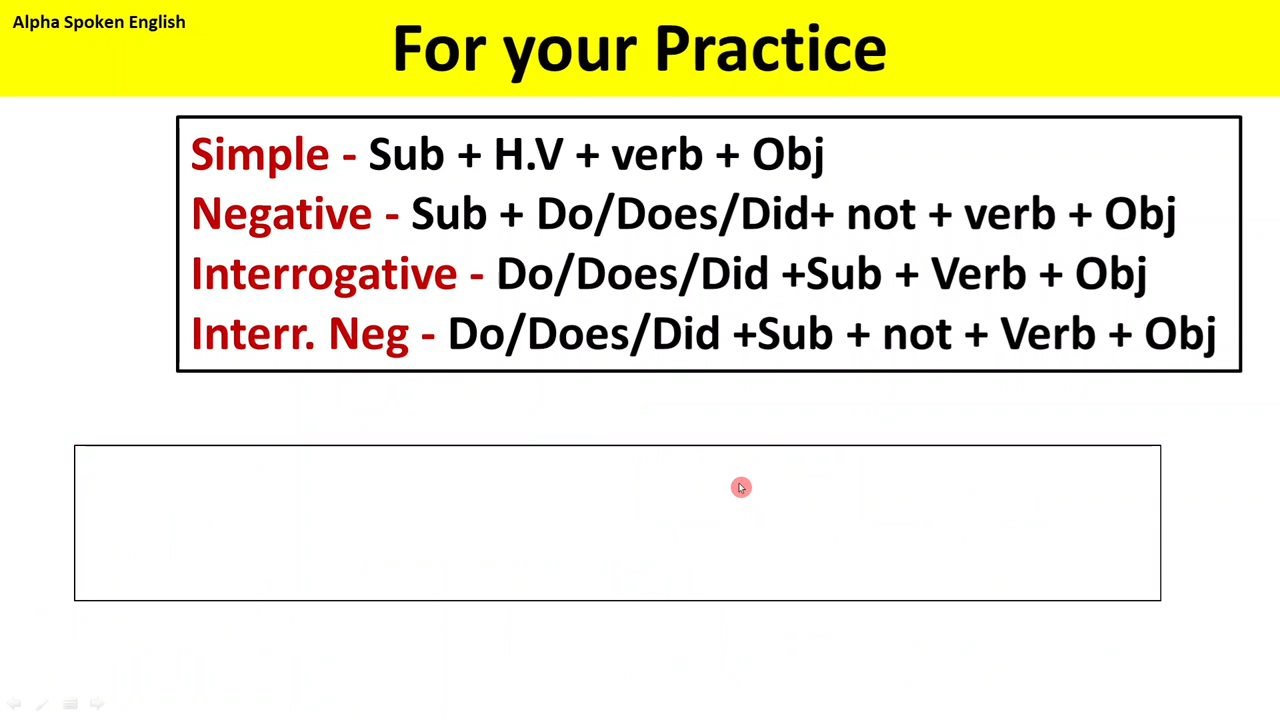 Alpha Spoken English
For your Practice
Simple - Sub + H.V + verb + Obj
Negative - Sub + Do/Does/Did+ not + verb + Obj
Interrogative - Do/Does/Did +Sub + Verb + Obj
Interr. Neg - Do/Does/Did +Sub + not + Verb + Obj